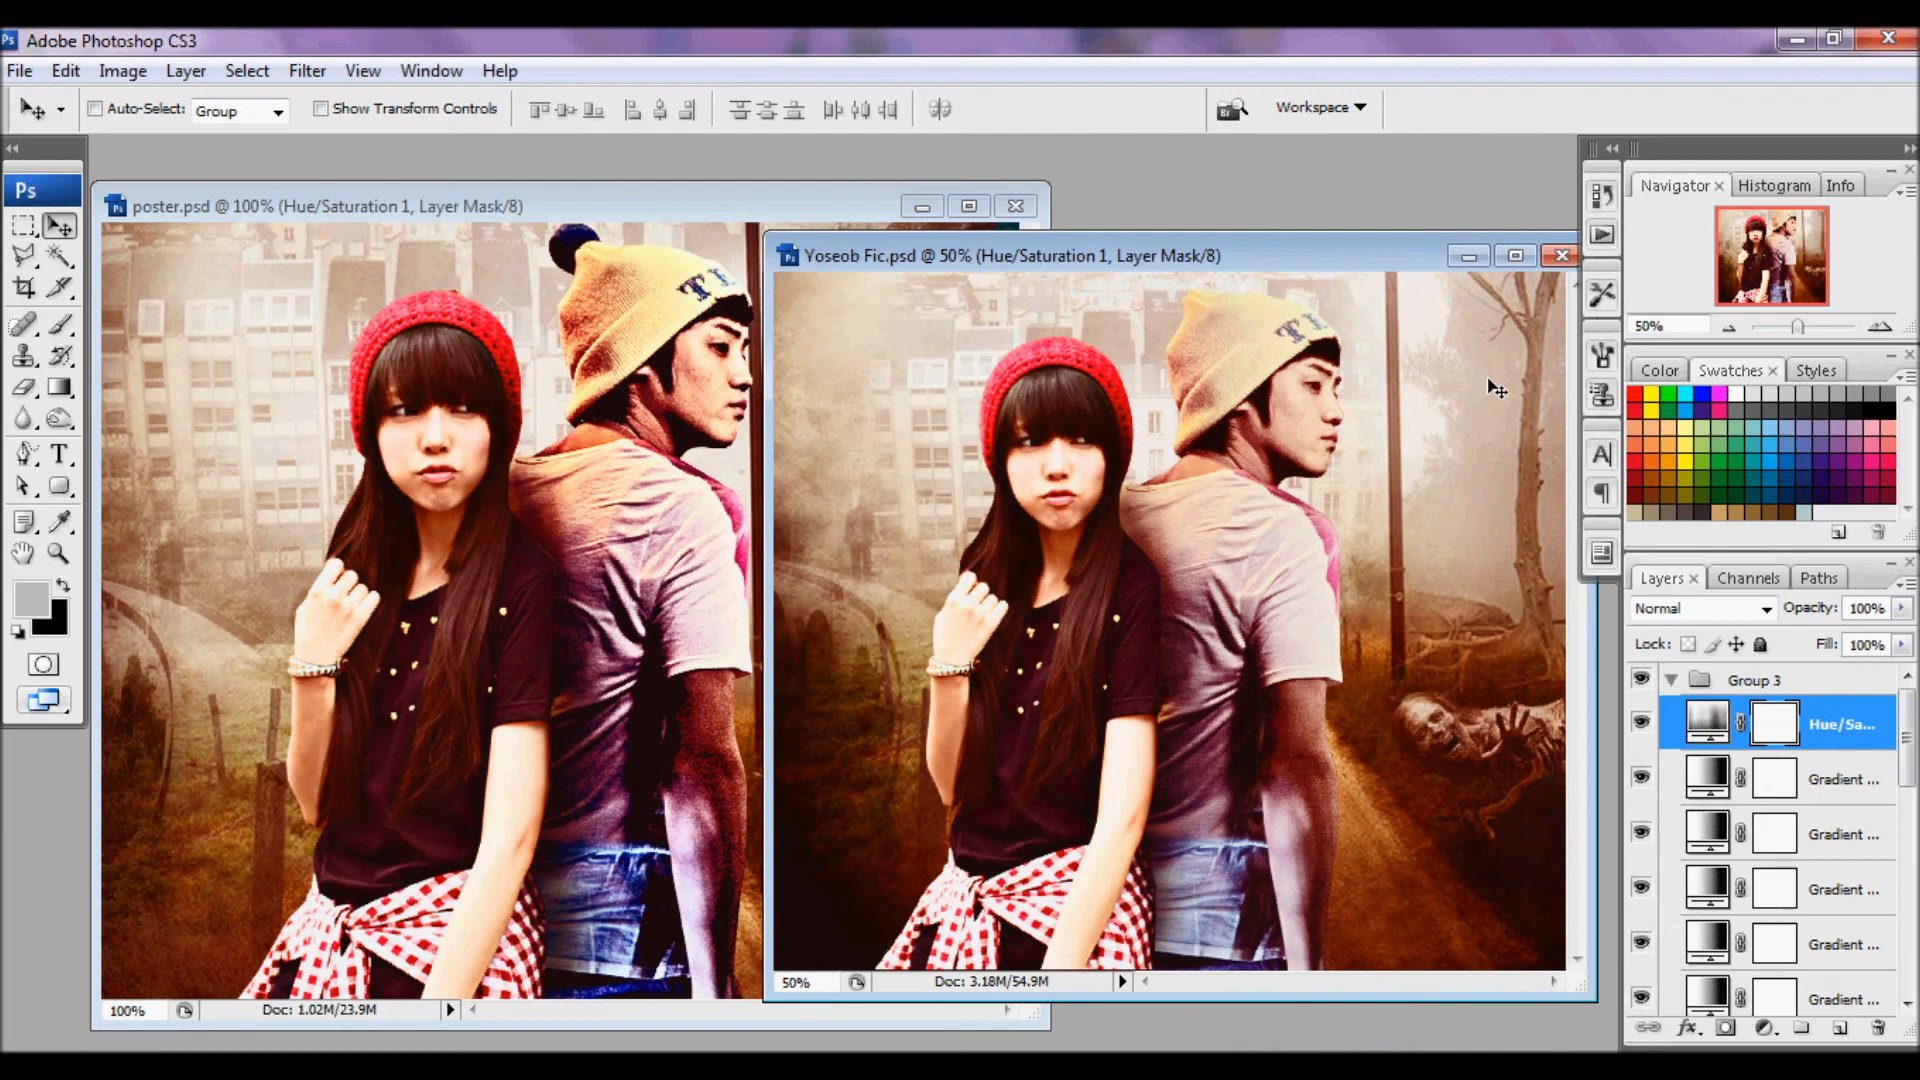 Ps Adobe Photoshop CS3
File Edit Image Layer Select Filter View Window Help
Auto-Select: Group Show Transform Controls Br Workspace
Ps
poster.psd @ 100% (Hue/Saturation 1, Layer Mask/8)
Yoseob Fic.psd @ 50% (Hue/Saturation 1, Layer Mask/8)
Navigator Histogram Info
50%
Color Swatches Styles
Layers Channels Paths
Normal Opacity: 100%
Lock: Fill: 100%
Group 3
Hue/Sa...
Gradient ...
Gradient ...
Gradient ...
Gradient ...
Gradient ...
50% Doc: 3.18M/54.9M
100% Doc: 1.02M/23.9M